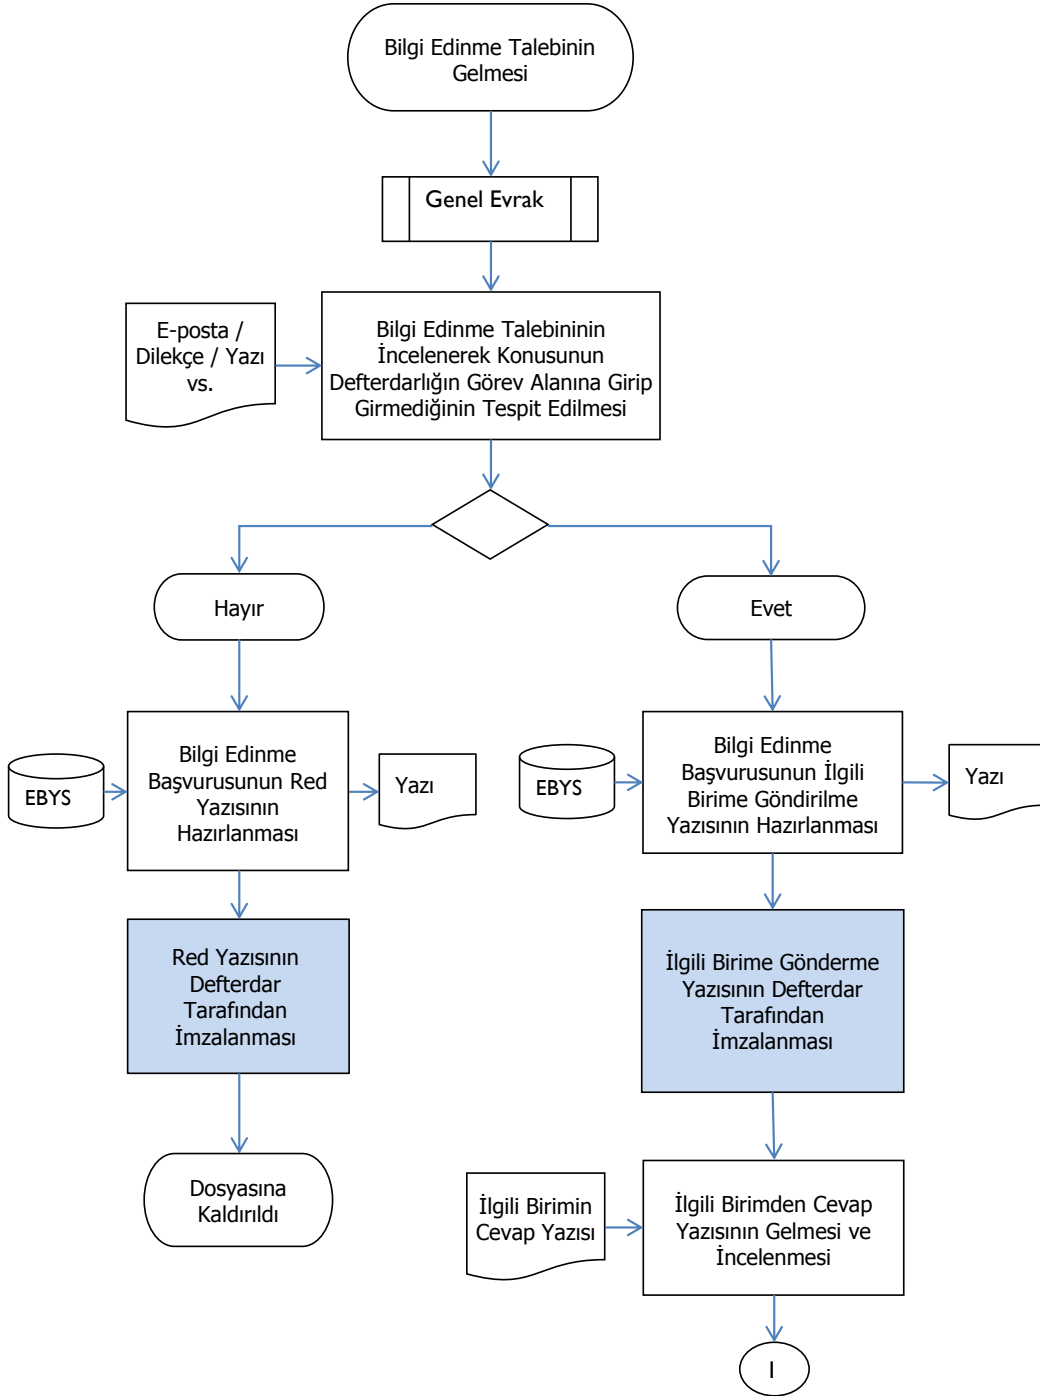 Bilgi Edinme Talebinin
Gelmesi
Genel Evrak
E-posta /
Dilekçe / Yazı
vs.
Bilgi Edinme Talebininin
İncelenerek Konusunun
Defterdarlığın Görev Alanına Girip
Girmediğinin Tespit Edilmesi
Hayır
Evet
EBYS
Bilgi Edinme
Başvurusunun Red
Yazısının
Hazırlanması
Yazı
EBYS
Bilgi Edinme
Başvurusunun İlgili
Birime Göndirilme
Yazısının Hazırlanması
Yazı
Red Yazısının
Defterdar
Tarafından
İmzalanması
İlgili Birime Gönderme
Yazısının Defterdar
Tarafından
İmzalanması
Dosyasına
Kaldırıldı
İlgili Birimin
Cevap Yazısı
İlgili Birimden Cevap
Yazısının Gelmesi ve
İncelenmesi
I